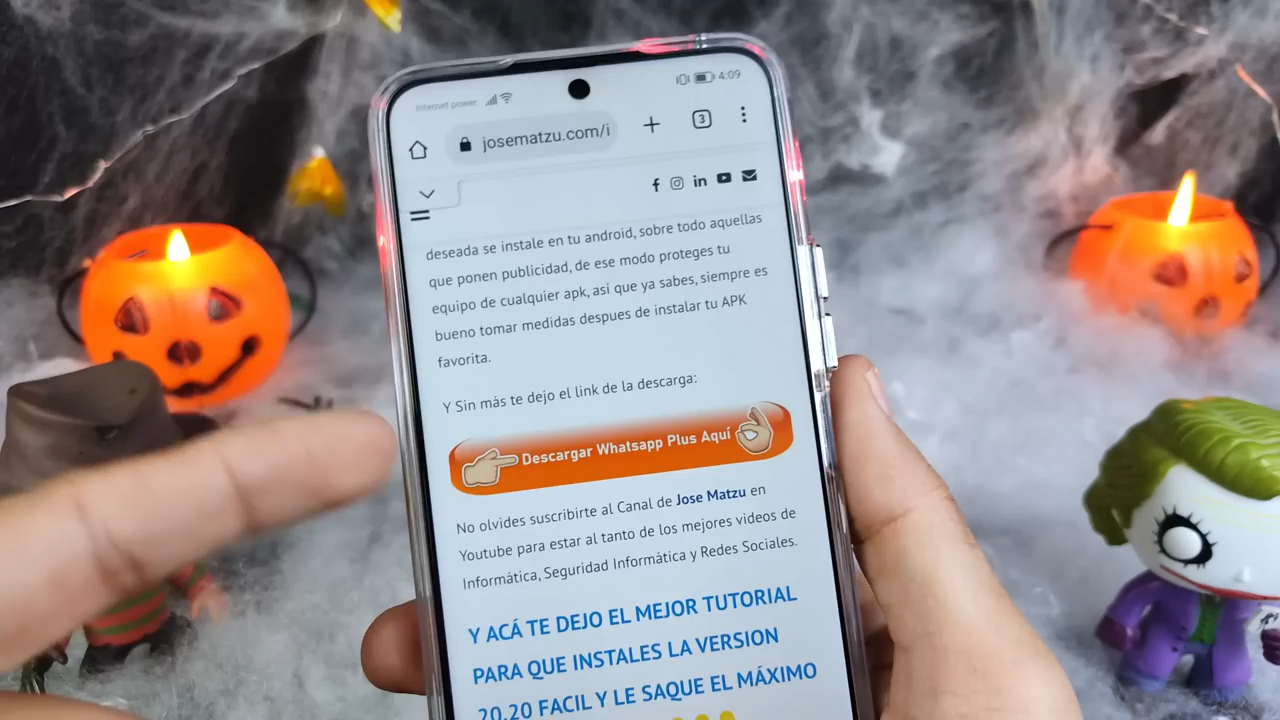 Internet power
4:09
josematzu.com/i
3
deseada se instale en tu android, sobre todo aquellas
que ponen publicidad, de ese modo proteges tu
equipo de cualquier apk, así que ya sabes, siempre es
bueno tomar medidas despues de instalar tu APK
favorita.
Y Sin más te dejo el link de la descarga:
Descargar Whatsapp Plus Aquí
No olvides suscribirte al Canal de Jose Matzu en
Youtube para estar al tanto de los mejores videos de
Informática, Seguridad Informática y Redes Sociales.
Y ACÁ TE DEJO EL MEJOR TUTORIAL
PARA QUE INSTALES LA VERSION
20.20 FACIL Y LE SAQUE EL MÁXIMO